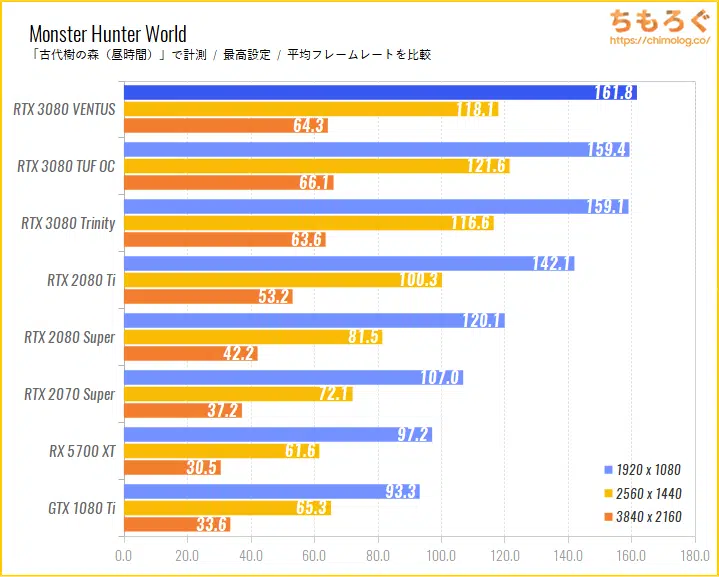 Monster Hunter World
「古代樹の森（昼時間）」で計測 / 最高設定 / 平均フレームレートを比較
ちもろぐ
https://chimolog.co/
RTX 3080 VENTUS
161.8
118.1
64.3
RTX 3080 TUF OC
159.4
121.6
66.1
RTX 3080 Trinity
159.1
116.6
63.6
RTX 2080 Ti
142.1
100.3
53.2
RTX 2080 Super
120.1
81.5
42.2
RTX 2070 Super
107.0
72.1
37.2
RX 5700 XT
97.2
61.6
30.5
GTX 1080 Ti
93.3
65.3
33.6
1920 x 1080
2560 x 1440
3840 x 2160
0.0 20.0 40.0 60.0 80.0 100.0 120.0 140.0 160.0 180.0